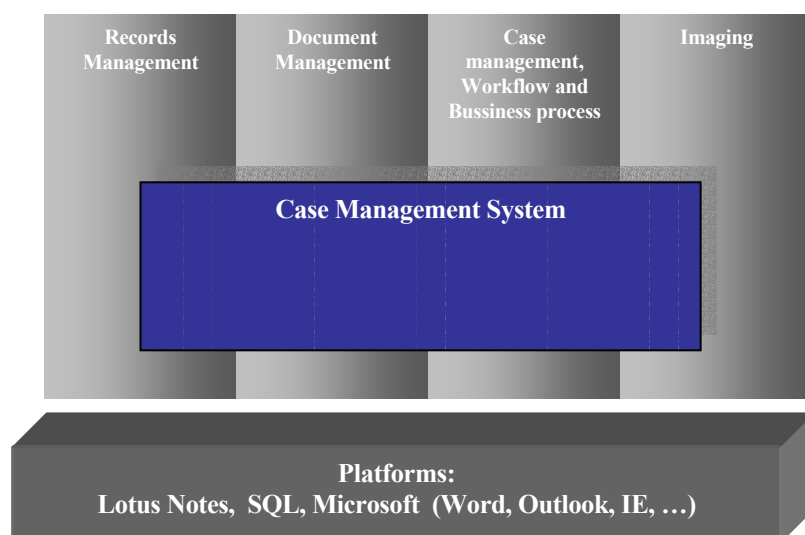 Records
Management
Document
Management
Case
management,
Workflow and
Bussiness process
Imaging
Case Management System
Platforms:
Lotus Notes,  SQL, Microsoft  (Word, Outlook, IE, …)